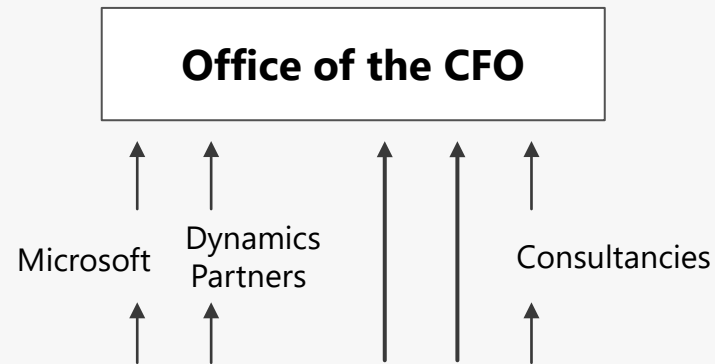 Office of the CFO
Microsoft
Dynamics
Partners
Consultancies